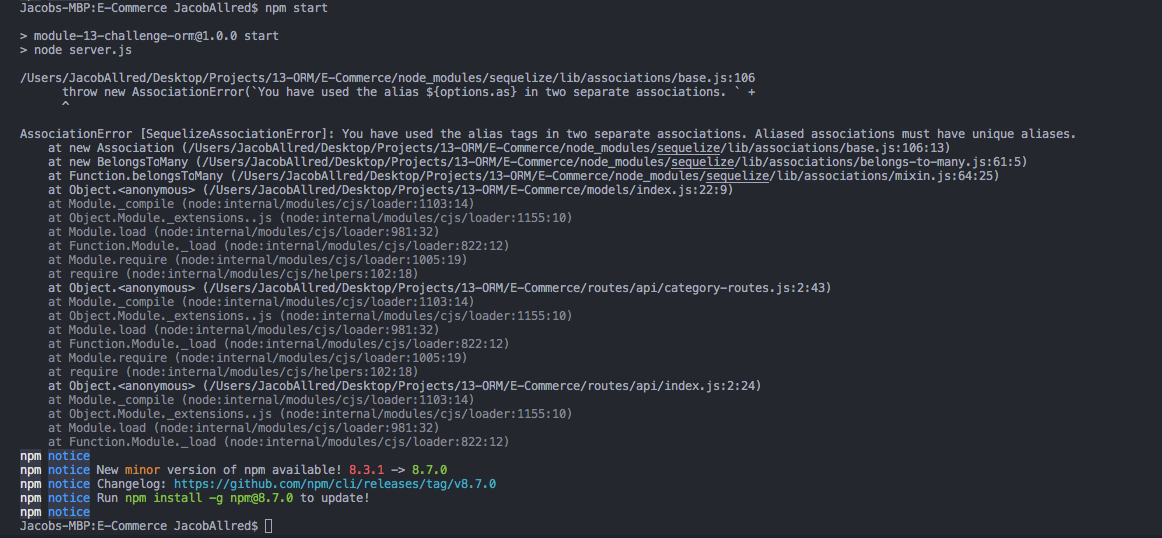 Jacobs-MBP:E-Commerce JacobAllred$ npm start
> module-13-challenge-orm@1.0.0 start
> node server.js
/Users/JacobAllred/Desktop/Projects/13-ORM/E-Commerce/node_modules/sequelize/lib/associations/base.js:106
      throw new AssociationError(`You have used the alias ${options.as} in two separate associations. ` +
      ^
AssociationError [SequelizeAssociationError]: You have used the alias tags in two separate associations. Aliased associations must have unique aliases.
    at new Association (/Users/JacobAllred/Desktop/Projects/13-ORM/E-Commerce/node_modules/sequelize/lib/associations/base.js:106:13)
    at new BelongsToMany (/Users/JacobAllred/Desktop/Projects/13-ORM/E-Commerce/node_modules/sequelize/lib/associations/belongs-to-many.js:61:5)
    at Function.belongsToMany (/Users/JacobAllred/Desktop/Projects/13-ORM/E-Commerce/node_modules/sequelize/lib/associations/mixin.js:64:25)
    at Object.<anonymous> (/Users/JacobAllred/Desktop/Projects/13-ORM/E-Commerce/models/index.js:22:9)
    at Module._compile (node:internal/modules/cjs/loader:1103:14)
    at Object.Module._extensions..js (node:internal/modules/cjs/loader:1155:10)
    at Module.load (node:internal/modules/cjs/loader:981:32)
    at Function.Module._load (node:internal/modules/cjs/loader:822:12)
    at Module.require (node:internal/modules/cjs/loader:1005:19)
    at require (node:internal/modules/cjs/helpers:102:18)
    at Object.<anonymous> (/Users/JacobAllred/Desktop/Projects/13-ORM/E-Commerce/routes/api/category-routes.js:2:43)
    at Module._compile (node:internal/modules/cjs/loader:1103:14)
    at Object.Module._extensions..js (node:internal/modules/cjs/loader:1155:10)
    at Module.load (node:internal/modules/cjs/loader:981:32)
    at Function.Module._load (node:internal/modules/cjs/loader:822:12)
    at Module.require (node:internal/modules/cjs/loader:1005:19)
    at require (node:internal/modules/cjs/helpers:102:18)
    at Object.<anonymous> (/Users/JacobAllred/Desktop/Projects/13-ORM/E-Commerce/routes/api/index.js:2:24)
    at Module._compile (node:internal/modules/cjs/loader:1103:14)
    at Object.Module._extensions..js (node:internal/modules/cjs/loader:1155:10)
    at Module.load (node:internal/modules/cjs/loader:981:32)
    at Function.Module._load (node:internal/modules/cjs/loader:822:12)
npm notice
npm notice New minor version of npm available! 8.3.1 -> 8.7.0
npm notice Changelog: https://github.com/npm/cli/releases/tag/v8.7.0
npm notice Run npm install -g npm@8.7.0 to update!
npm notice
Jacobs-MBP:E-Commerce JacobAllred$